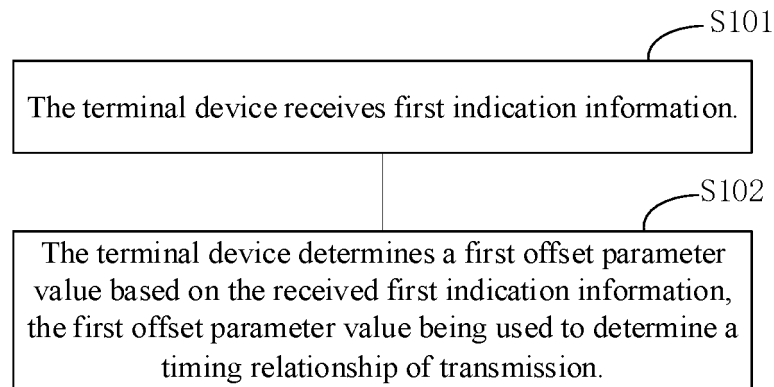 S101
The terminal device receives first indication information.
S102
The terminal device determines a first offset parameter
value based on the received first indication information,
the first offset parameter value being used to determine a
timing relationship of transmission.